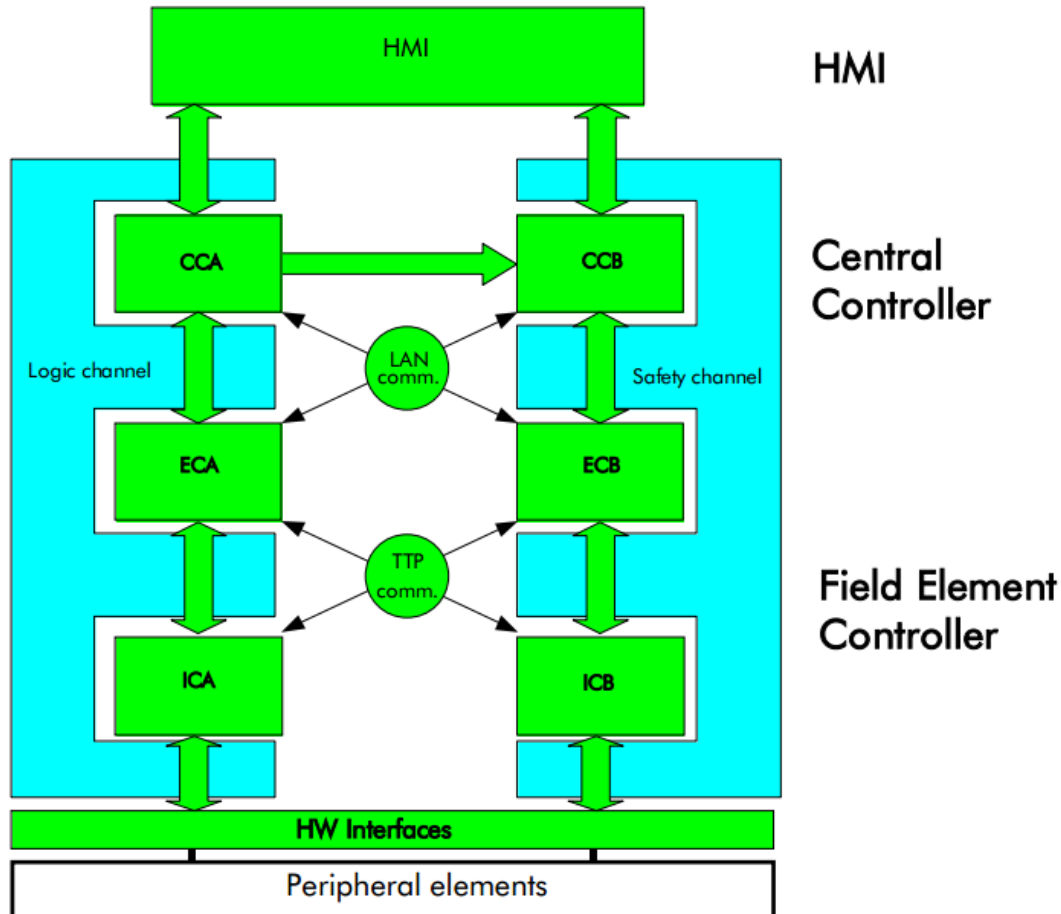 HMI
HMI
CCA
CCB
Central
Controller
LAN
comm.
Logic channel
Safety channel
ECA
ECB
TTP
comm.
Field Element
Controller
ICA
ICB
HW Interfaces
Peripheral elements